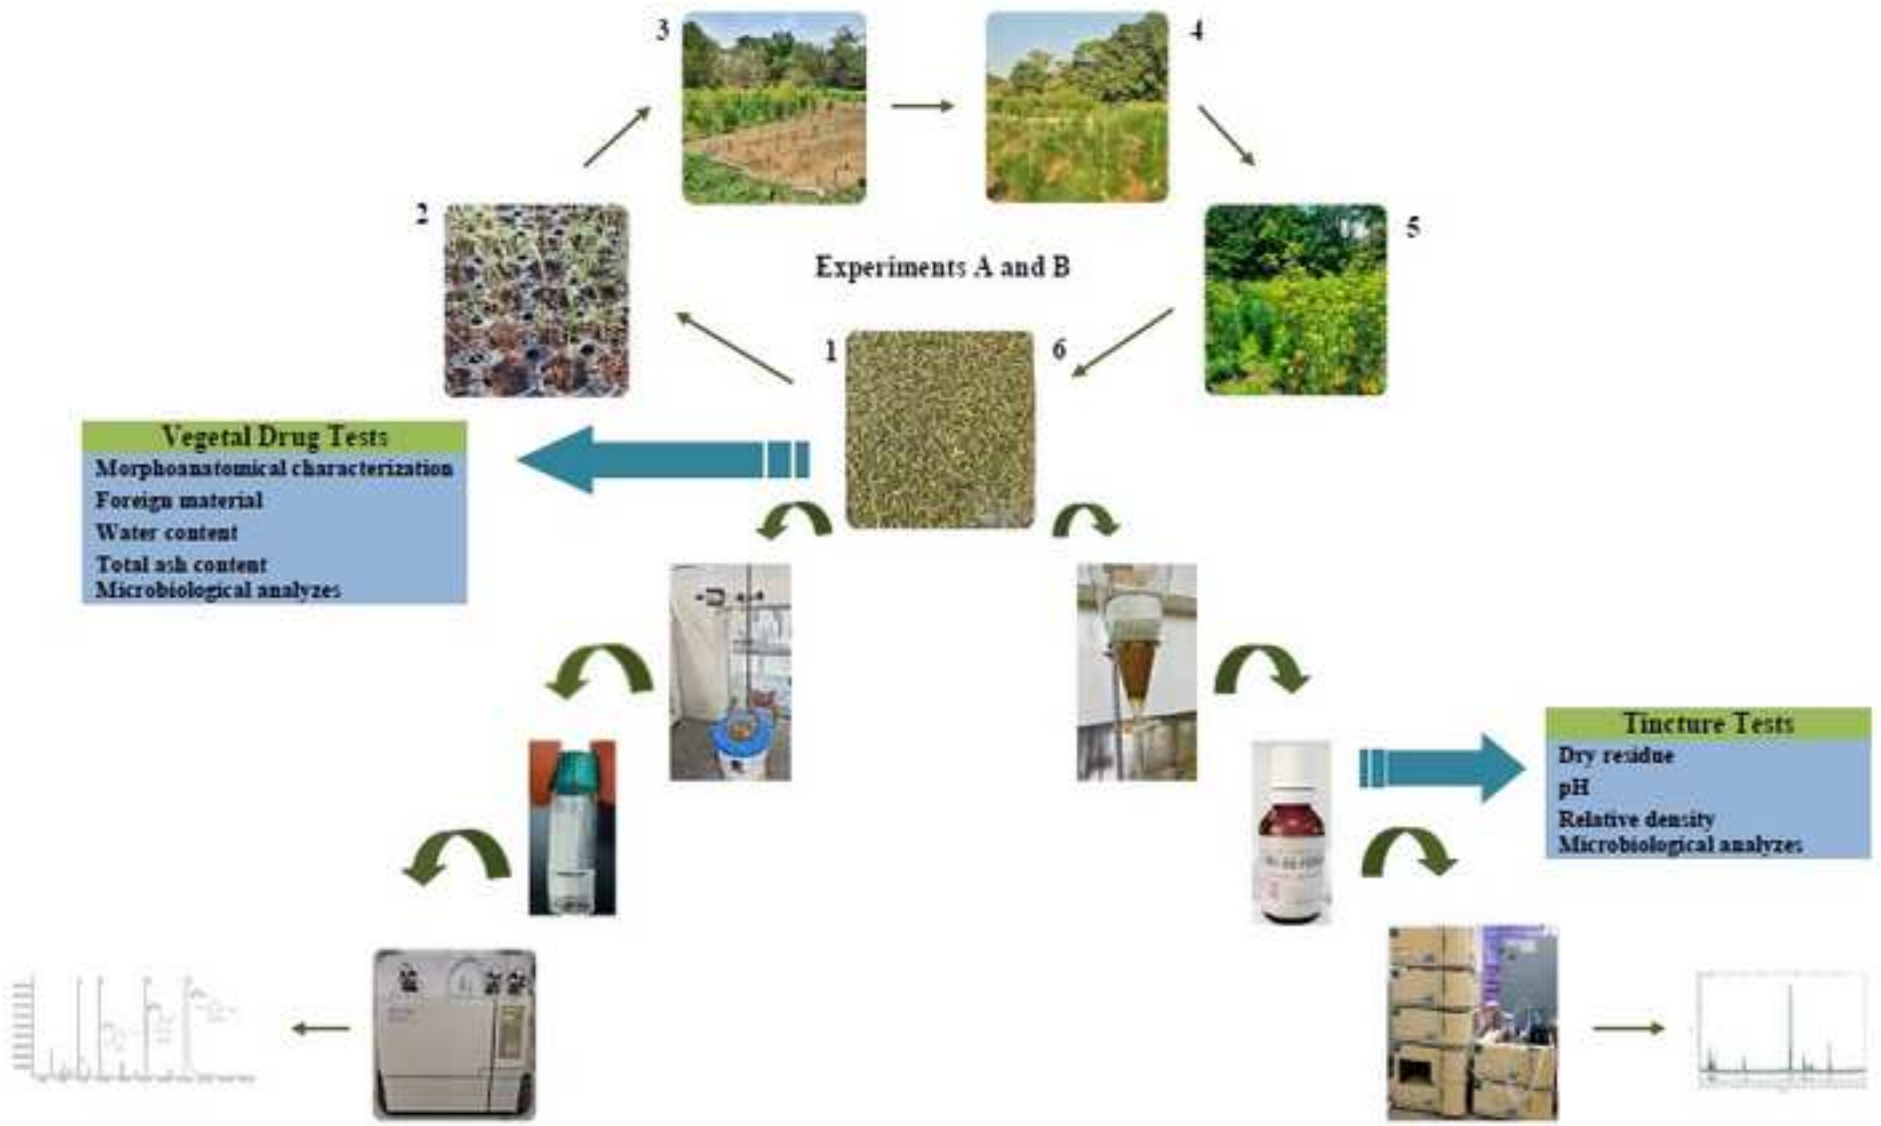 3
4
2
5
Experiments A and B
1
6
Vegetal Drug Tests
Morphoanatomical characterization
Foreign material
Water content
Total ash content
Microbiological analyzes
Tincture Tests
Dry residue
pH
Relative density
Microbiological analyzes